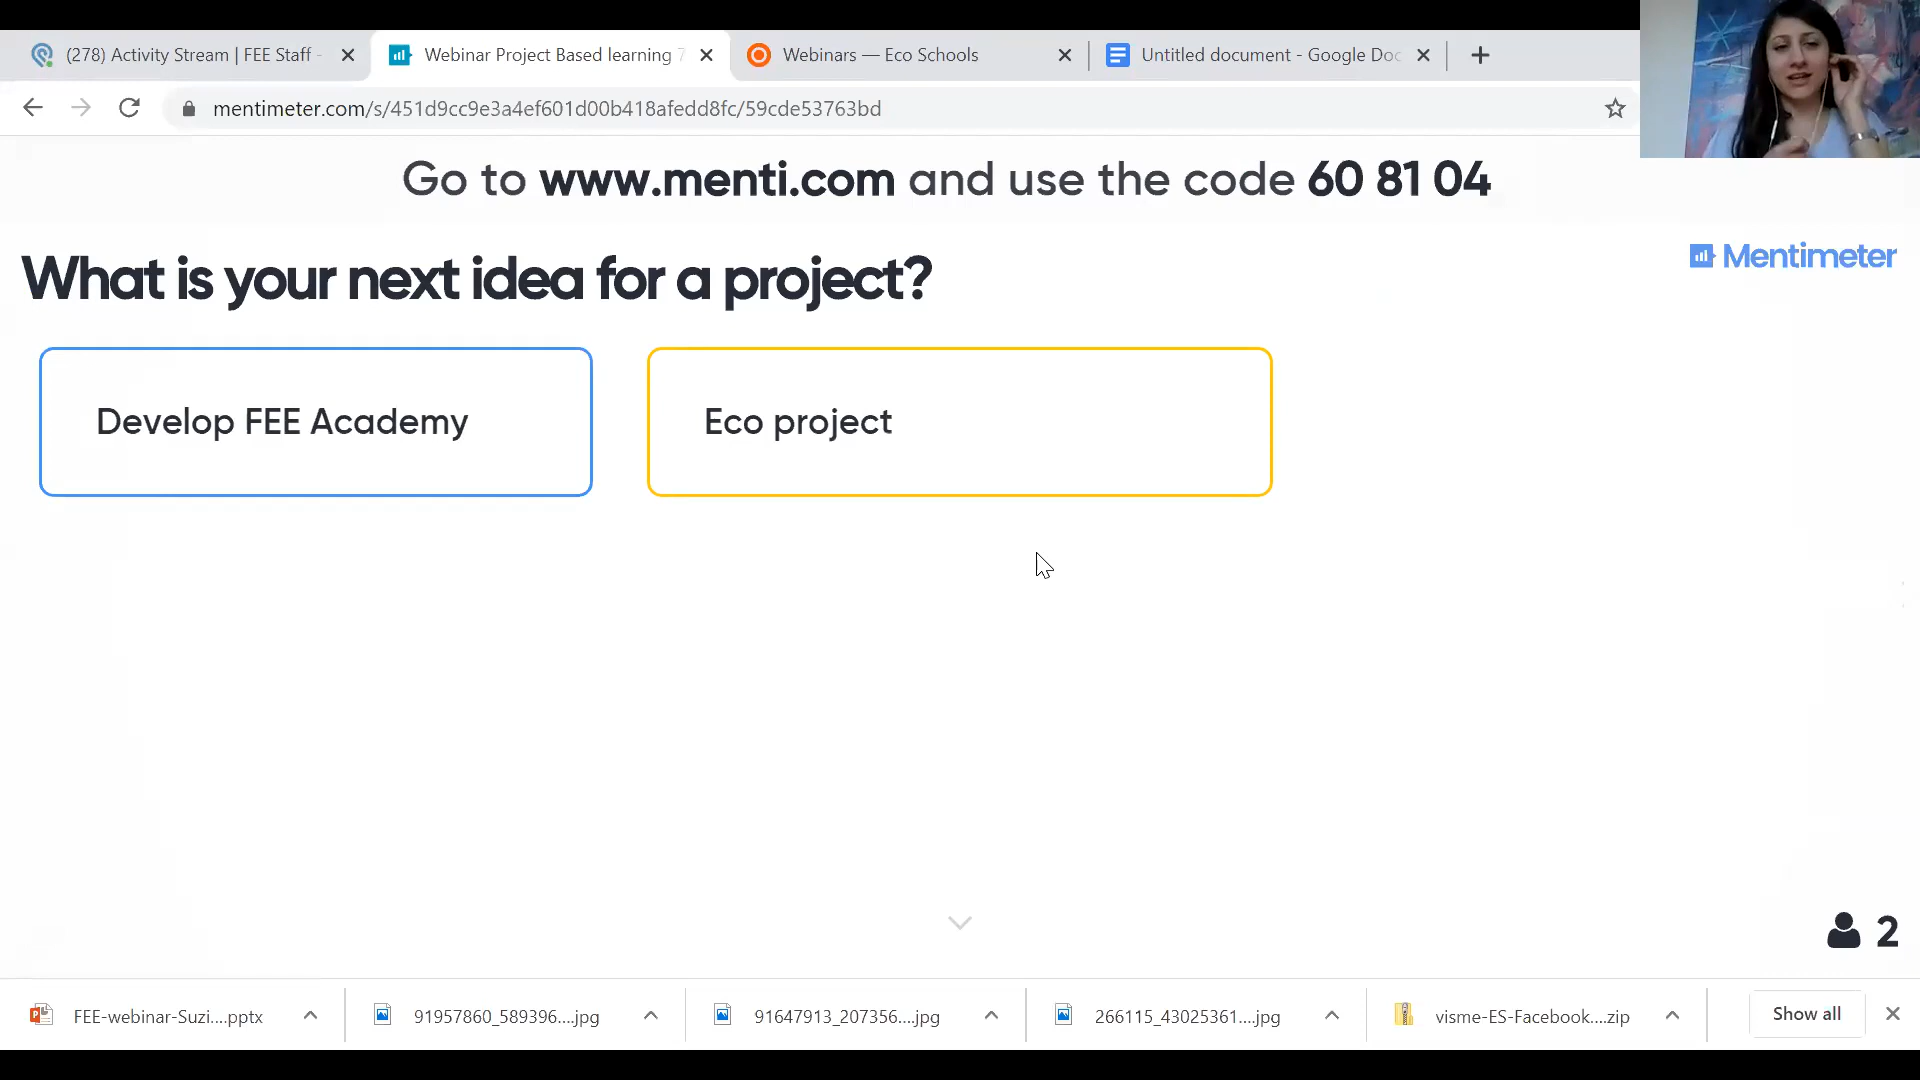 (278) Activity Stream | FEE Staff -
Webinar Project Based learning 7
Webinars — Eco Schools
Untitled document - Google Doc
mentimeter.com/s/451d9cc9e3a4ef601d00b418afedd8fc/59cde53763bd
Go to www.menti.com and use the code 60 81 04
Mentimeter
What is your next idea for a project?
Develop FEE Academy
Eco project
2
FEE-webinar-Suzi....pptx
91957860_589396....jpg
91647913_207356....jpg
266115_43025361....jpg
visme-ES-Facebook....zip
Show all